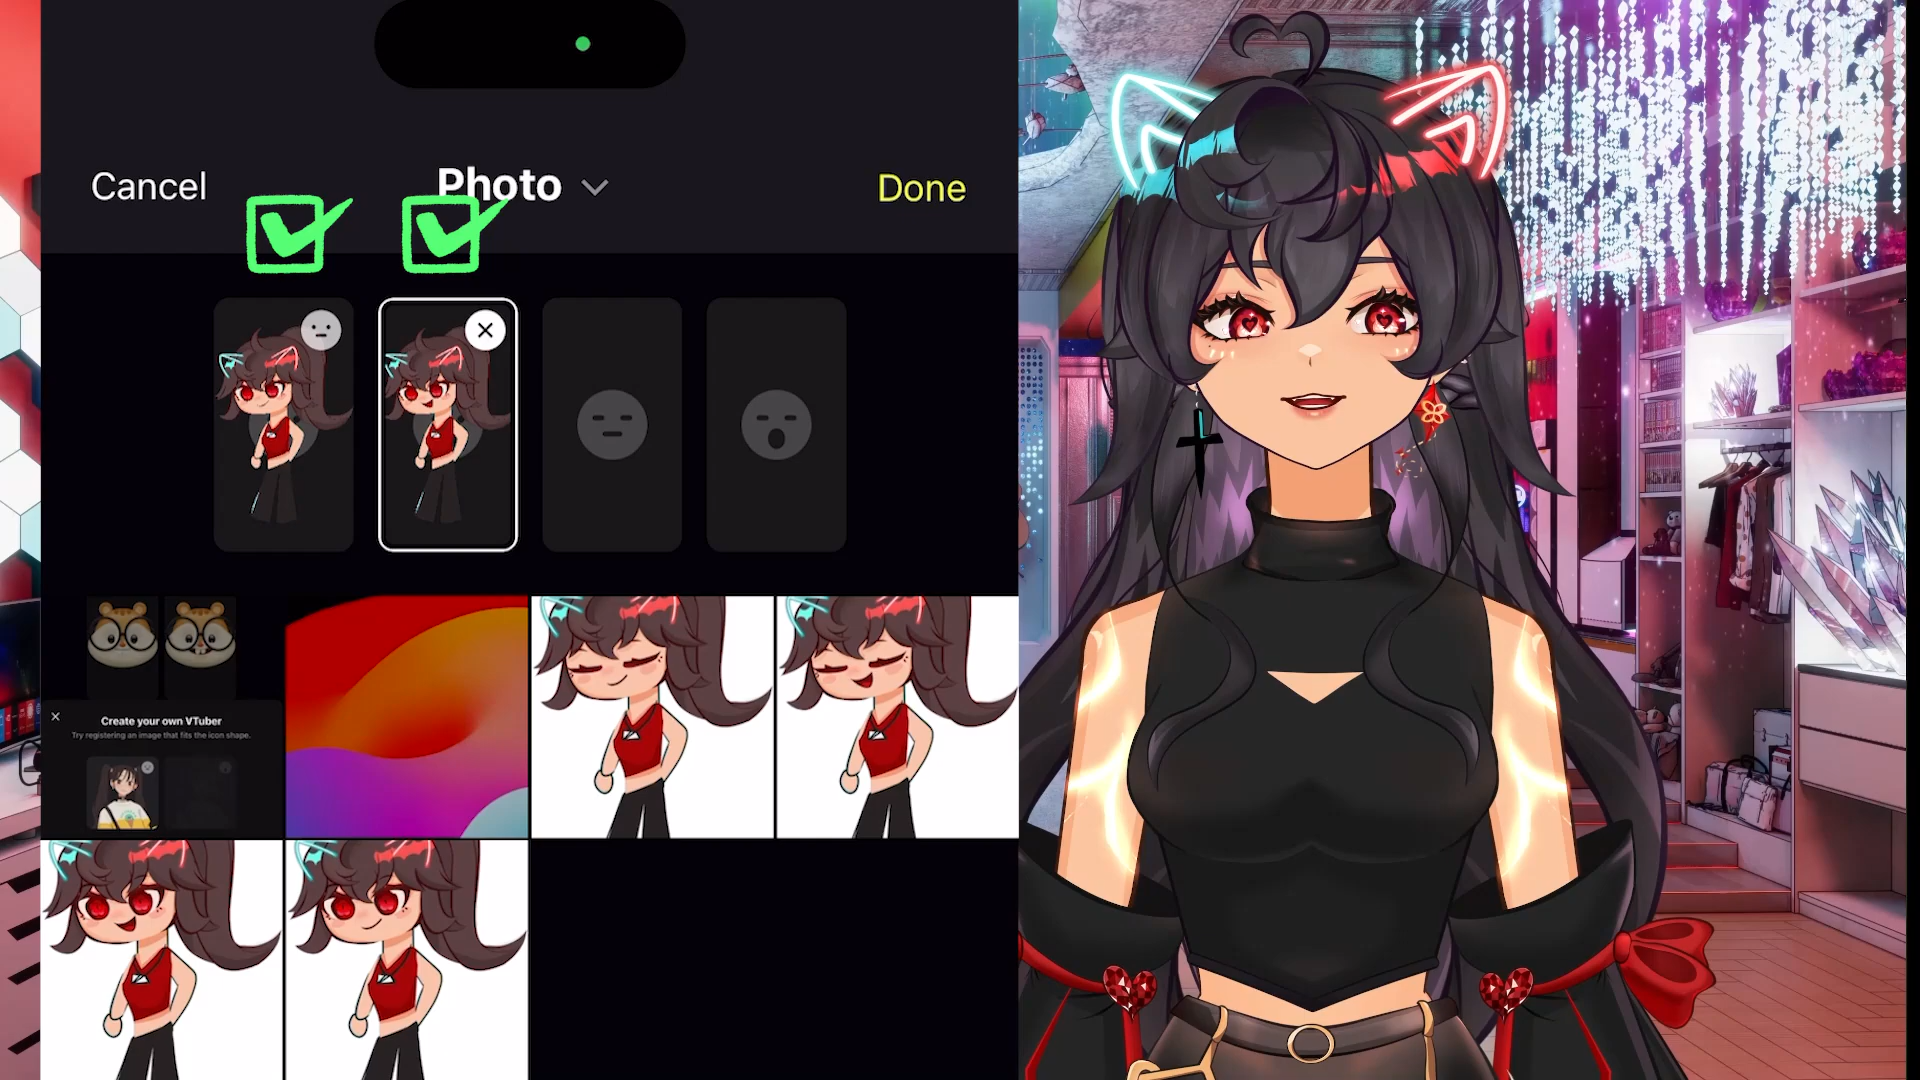 Cancel
Photo
Done
Create your own VTuber
Try registering an image that fits the icon shape.